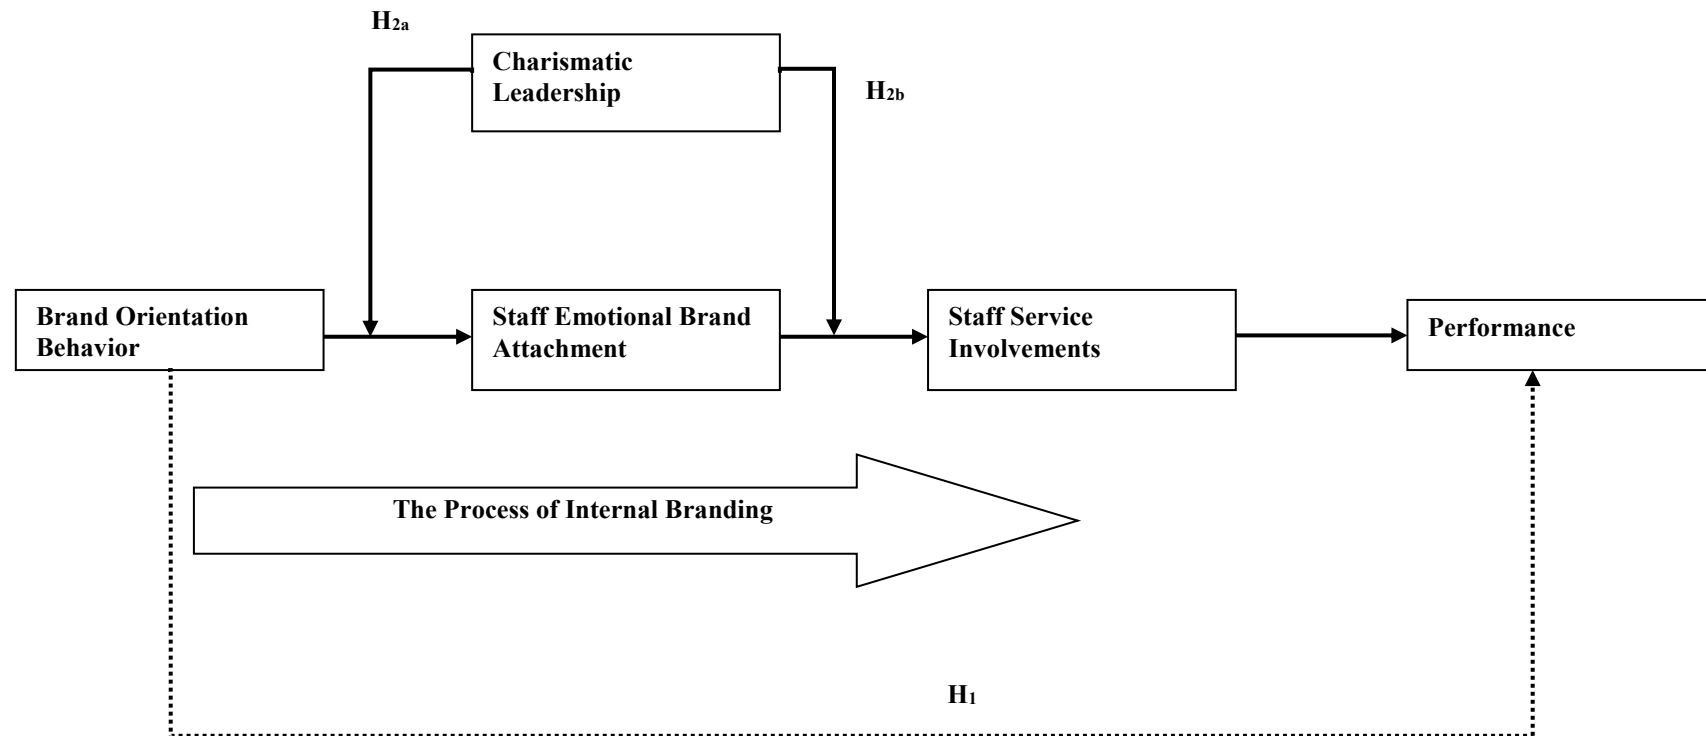 H2a
Charismatic
Leadership
H2b
Brand Orientation
Behavior
Staff Emotional Brand
Attachment
Staff Service
Involvements
Performance
The Process of Internal Branding
H1